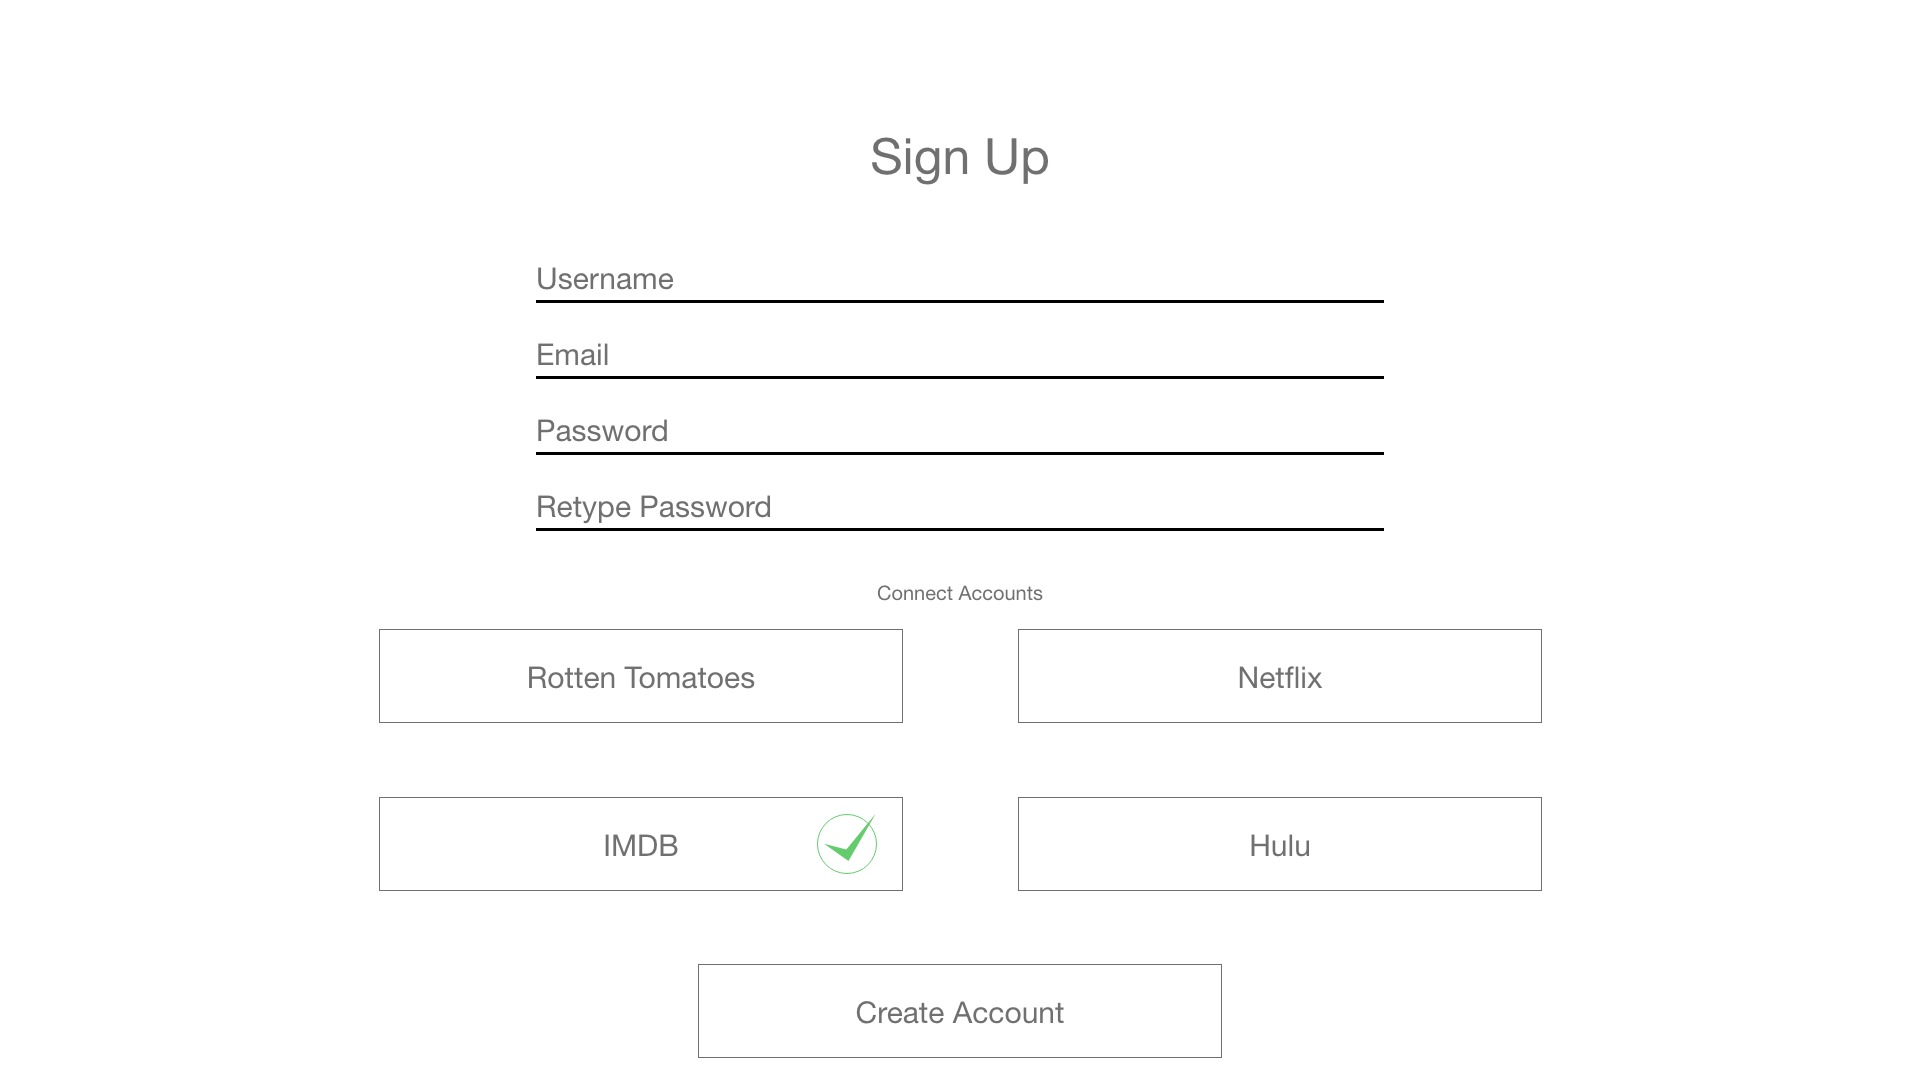 Sign Up
Username
Email
Password
Retype Password
Connect Accounts
Rotten Tomatoes
Netflix
IMDB
Hulu
Create Account